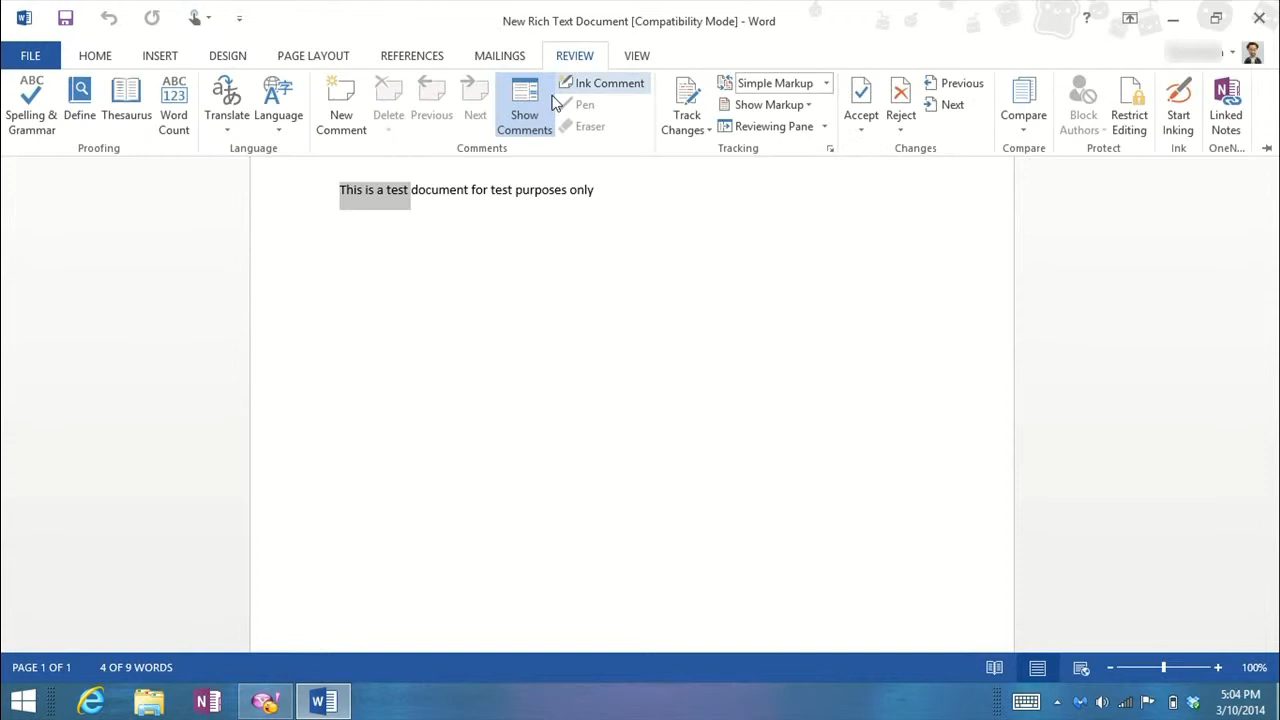 New Rich Text Document [Compatibility Mode] - Word
?
FILE HOME INSERT DESIGN PAGE LAYOUT REFERENCES MAILINGS REVIEW VIEW
ABC
Spelling &
Grammar
Define
Thesaurus
ABC
123
Word
Count
Proofing
Translate
Language
Language
New
Comment
Delete
Previous
Next
Show
Comments
Ink Comment
Pen
Eraser
Comments
Track
Changes
Simple Markup
Show Markup
Reviewing Pane
Tracking
Accept
Reject
Previous
Next
Changes
Compare
Compare
Block
Authors
Restrict
Editing
Protect
Start
Inking
Ink
Linked
Notes
OneN...
This is a test document for test purposes only
PAGE 1 OF 1 4 OF 9 WORDS 100%
5:04 PM
3/10/2014